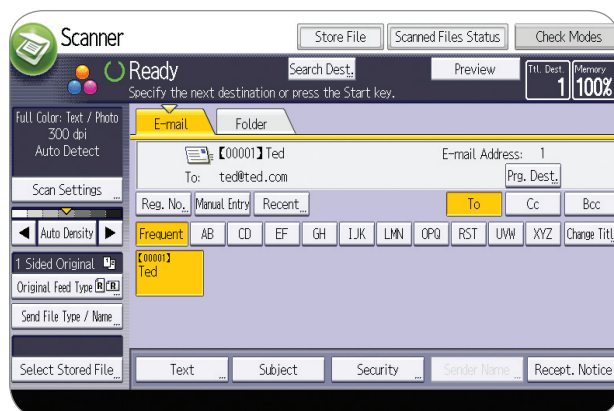 Scanner
Store File
Scanned Files Status
Check Modes
Ready
Search Dest.
Preview
Ttl. Dest.
1
Memory
100%
Specify the next destination or press the Start key.
Full Color: Text / Photo
300 dpi
Auto Detect
E-mail
Folder
【00001】Ted
E-mail Address: 1
To: ted@ted.com
Prg. Dest.
Scan Settings
Reg. No.
Manual Entry
Recent
To
Cc
Bcc
Auto Density
Frequent
AB
CD
EF
GH
IJK
LMN
OPQ
RST
UVW
XYZ
Change Titl
1 Sided Original
[00001]
Ted
Original Feed Type
Send File Type / Name
Select Stored File
Text
Subject
Security
Sender Name
Recept. Notice